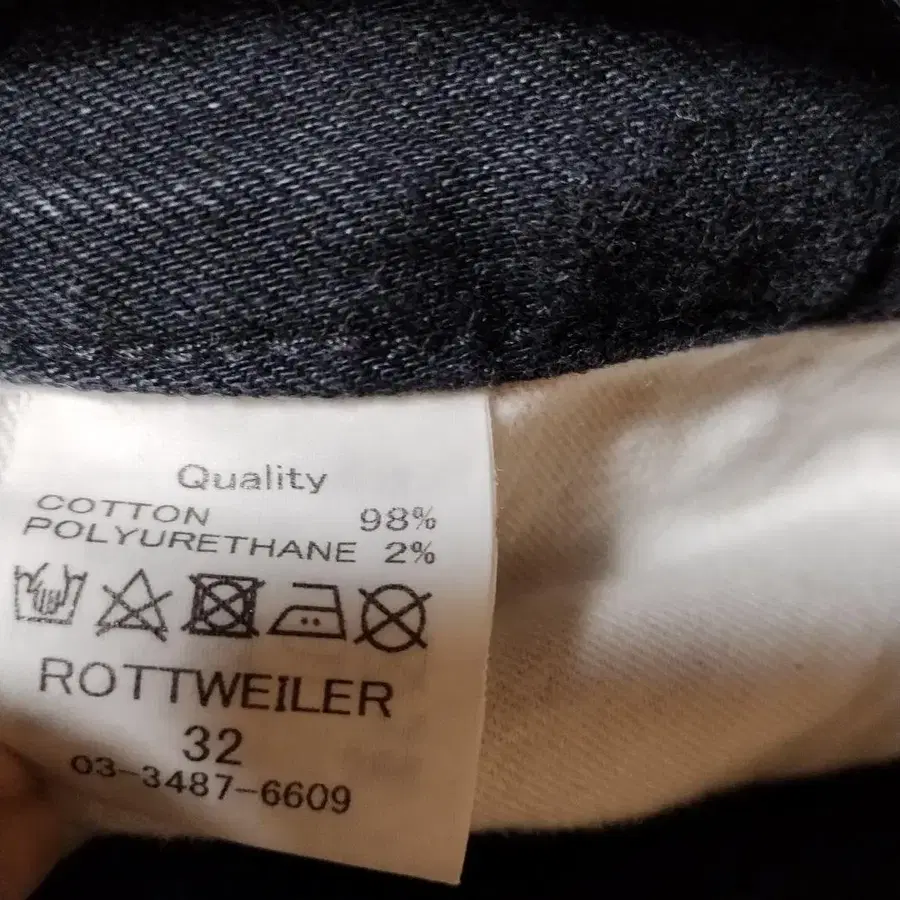 Quality
COTTON 98%
POLYURETHANE 2%
ROTTWEILER
32
03-3487-6609